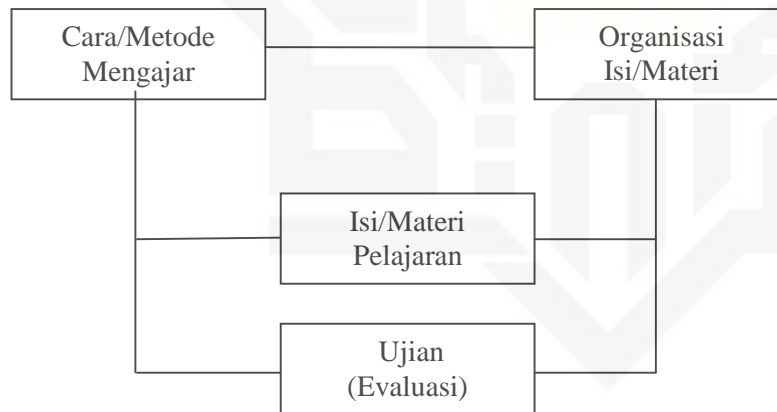 Cara/Metode
Mengajar
Organisasi
Isi/Materi
Isi/Materi
Pelajaran
Ujian
(Evaluasi)